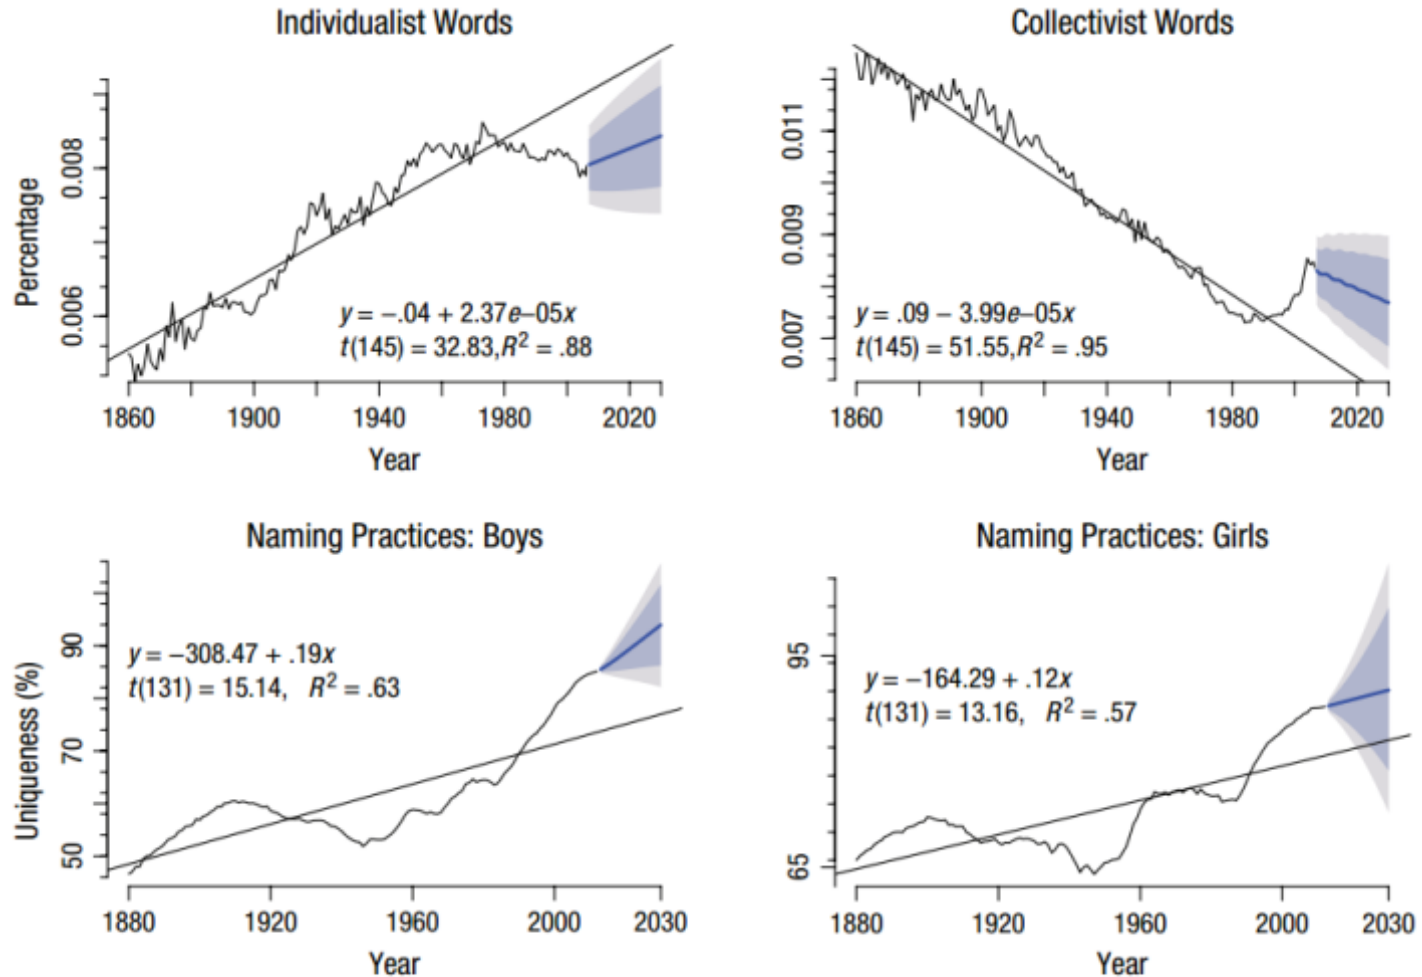 Individualist Words
Percentage
0.008
0.006
y = –.04 + 2.37e–05x
t(145) = 32.83, R² = .88
1860 1900 1940 1980 2020
Year
Collectivist Words
0.011
0.009
0.007
y = .09 – 3.99e–05x
t(145) = 51.55, R² = .95
1860 1900 1940 1980 2020
Year
Naming Practices: Boys
Uniqueness (%)
90
70
50
y = –308.47 + .19x
t(131) = 15.14, R² = .63
1880 1920 1960 2000 2030
Year
Naming Practices: Girls
95
65
y = –164.29 + .12x
t(131) = 13.16, R² = .57
1880 1920 1960 2000 2030
Year